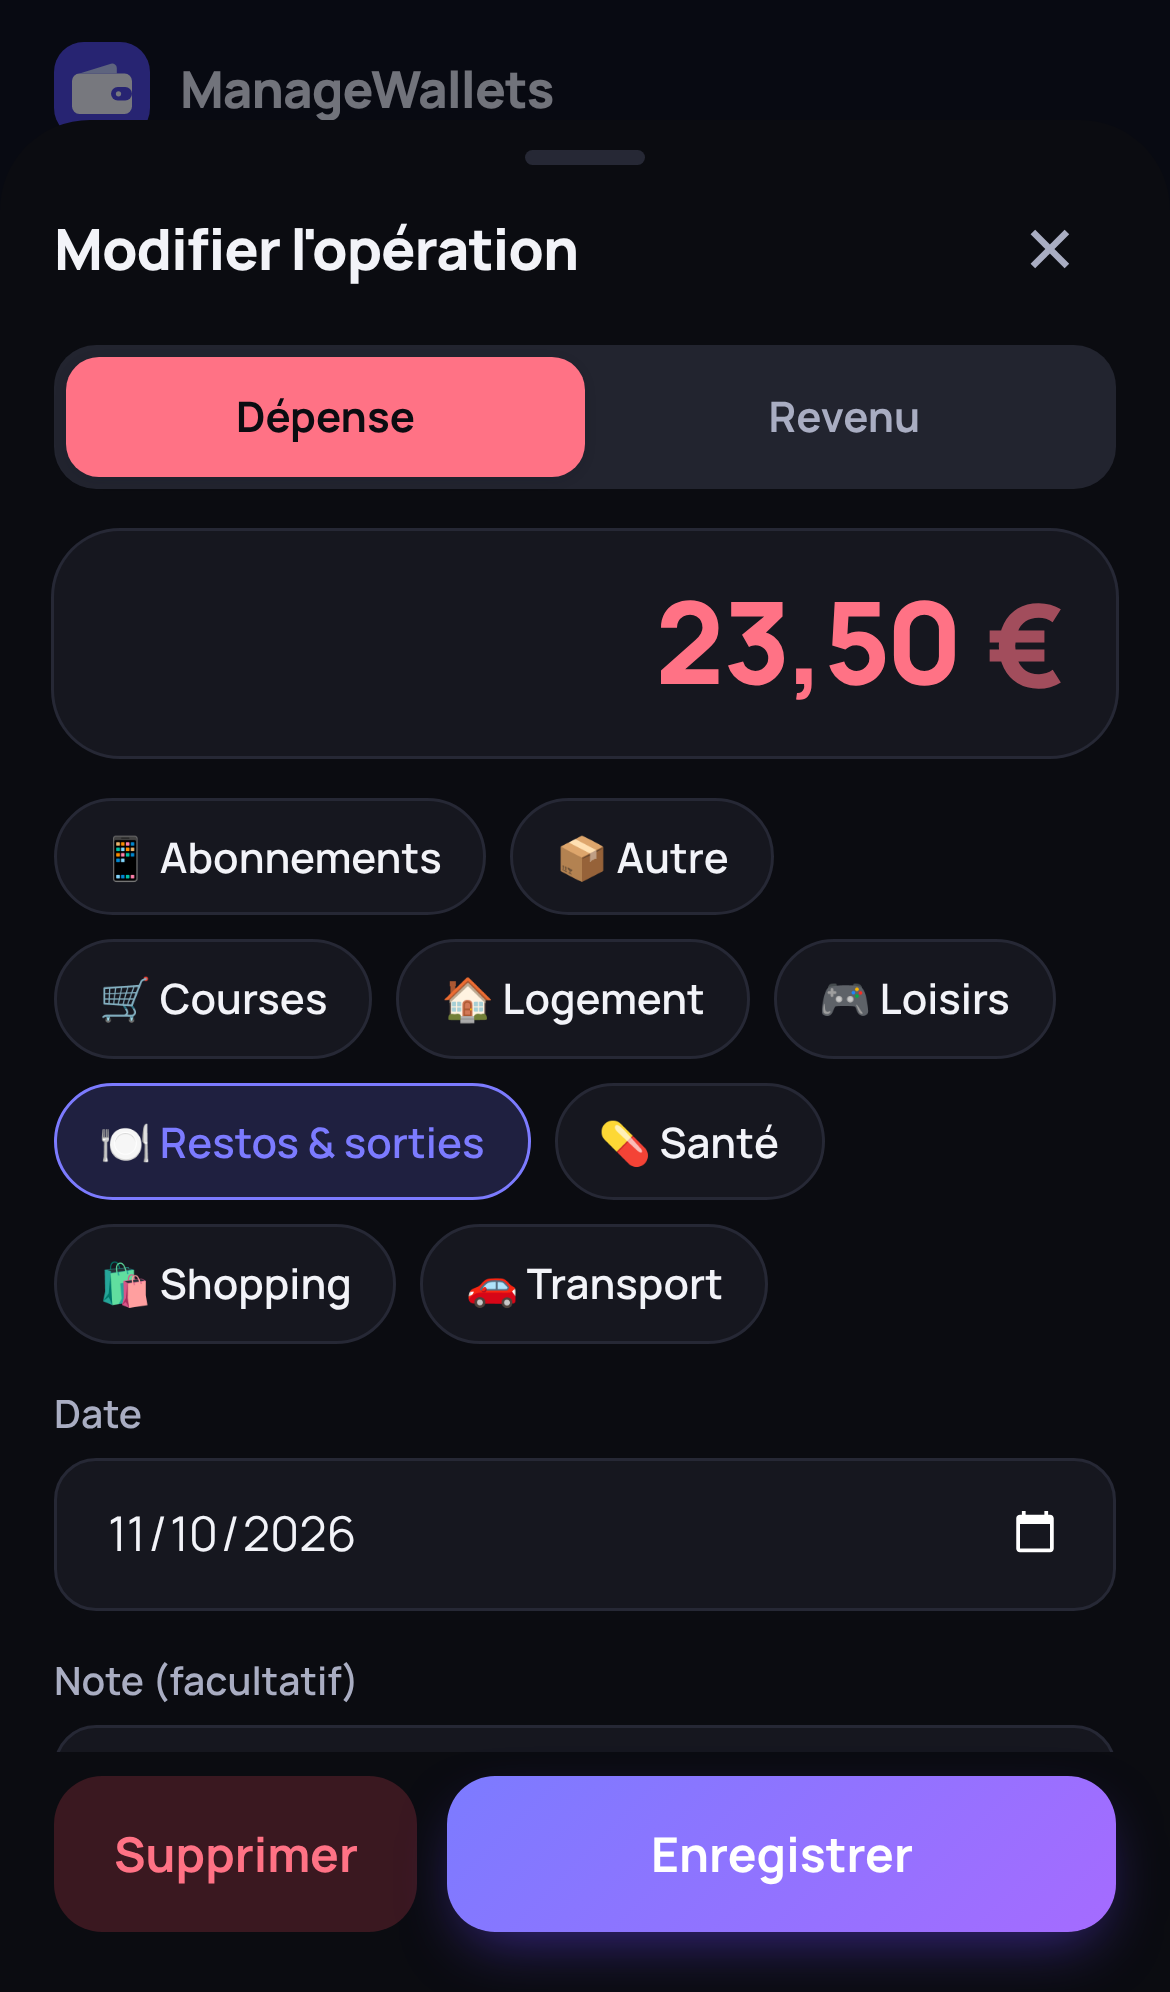 ManageWallets
Modifier l'opération
Dépense Revenu
23,50 €
Abonnements Autre
Courses Logement Loisirs
Restos & sorties Santé
Shopping Transport
Date
11/10/2026
Note (facultatif)
Supprimer Enregistrer